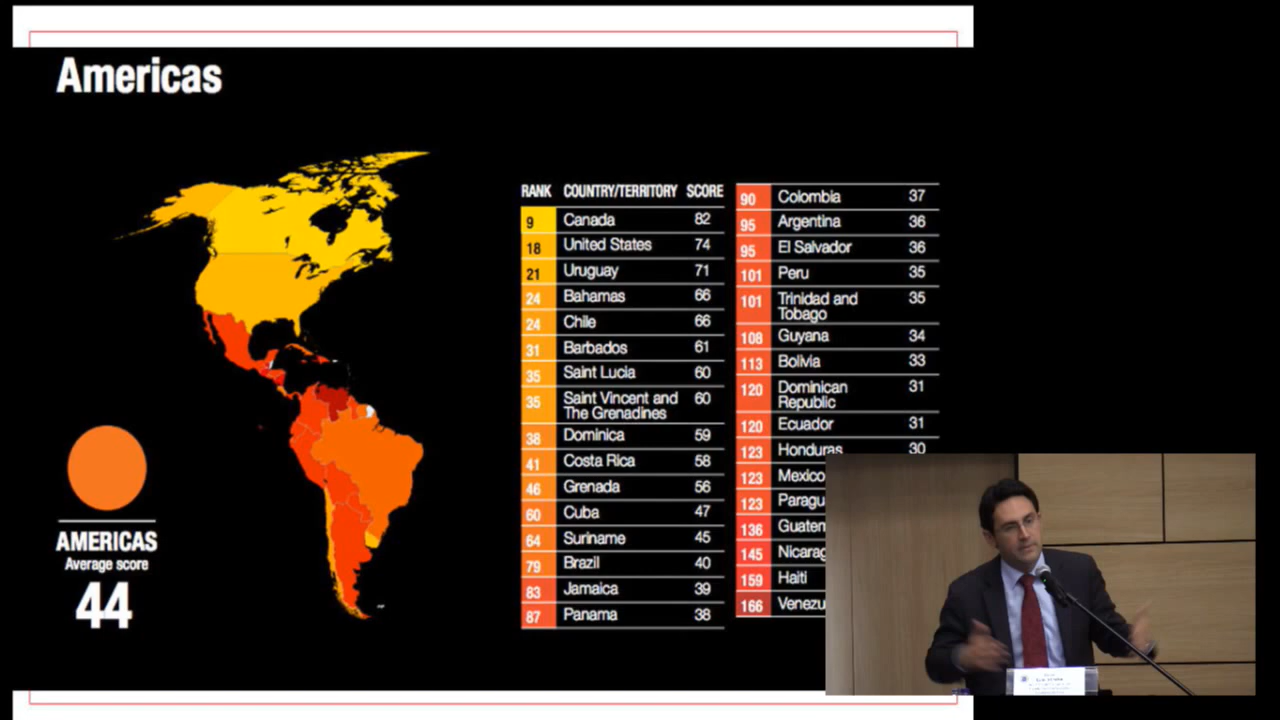 Americas
RANK COUNTRY/TERRITORY SCORE
9 Canada 82
18 United States 74
21 Uruguay 71
24 Bahamas 66
24 Chile 66
31 Barbados 61
35 Saint Lucia 60
35 Saint Vincent and
The Grenadines 60
38 Dominica 59
41 Costa Rica 58
46 Grenada 56
60 Cuba 47
64 Suriname 45
79 Brazil 40
83 Jamaica 39
87 Panama 38
90 Colombia 37
95 Argentina 36
95 El Salvador 36
101 Peru 35
101 Trinidad and
Tobago 35
108 Guyana 34
113 Bolivia 33
120 Dominican
Republic 31
120 Ecuador 31
123 Honduras 30
123 Mexico
123 Paragu
136 Guatem
145 Nicarag
159 Haiti
166 Venezu
AMERICAS
Average score
44